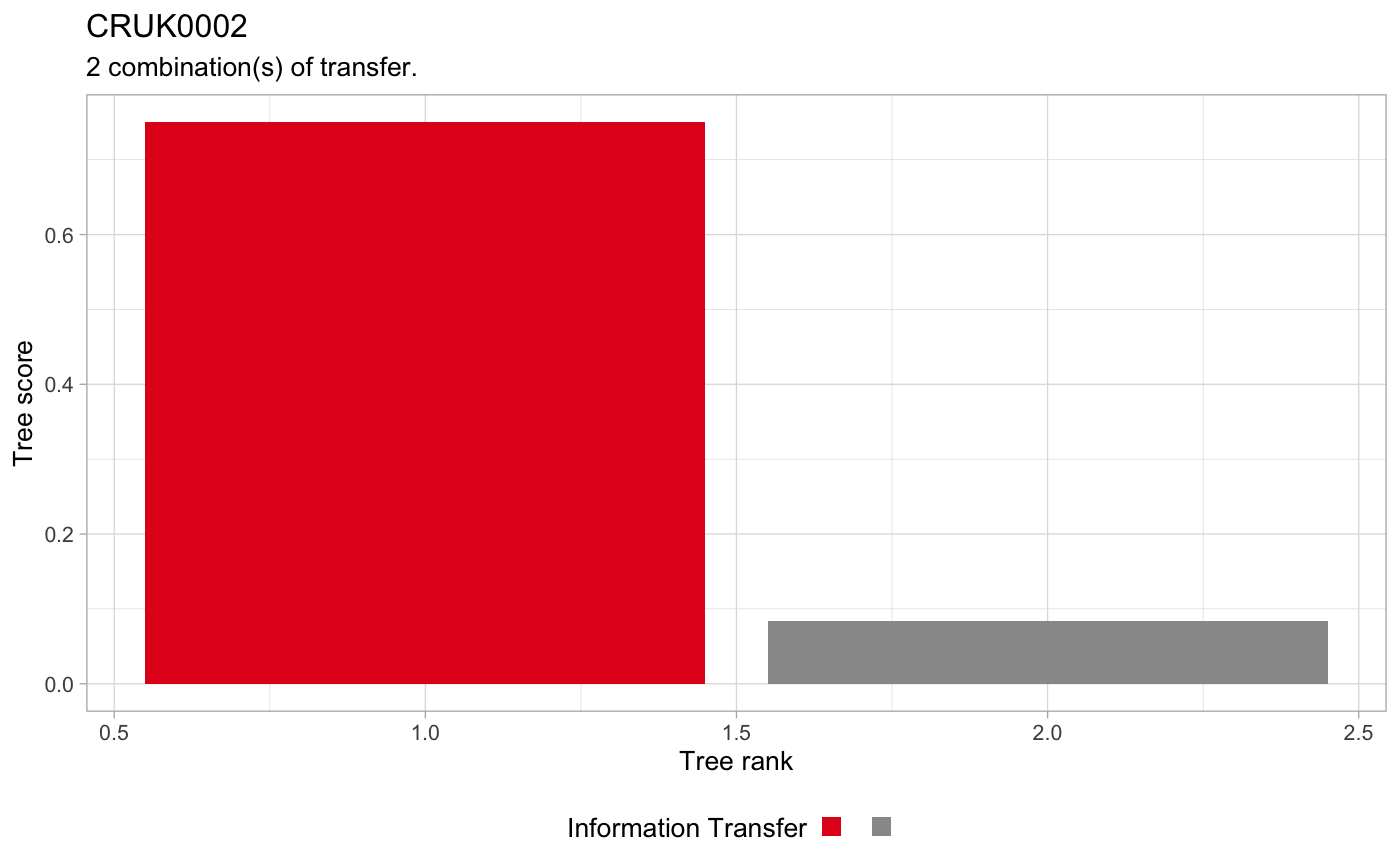 CRUK0002
2 combination(s) of transfer.
0.6
0.4
0.2
0.0
Tree score
0.5 1.0 1.5 2.0 2.5
Tree rank
Information Transfer